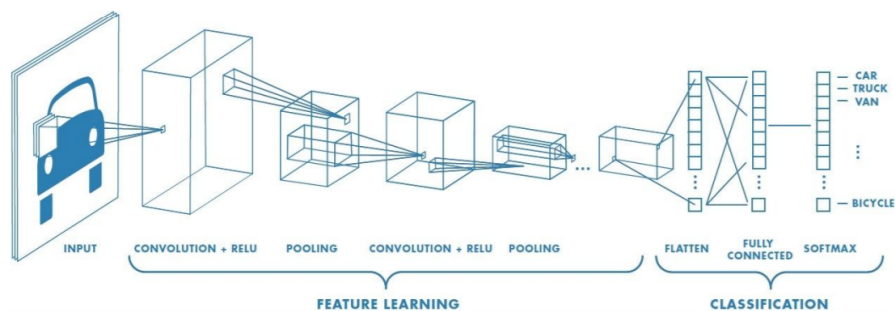 CAR
TRUCK
VAN
BICYCLE
INPUT
CONVOLUTION + RELU
POOLING
CONVOLUTION + RELU
POOLING
FLATTEN
FULLY
CONNECTED
SOFTMAX
FEATURE LEARNING
CLASSIFICATION